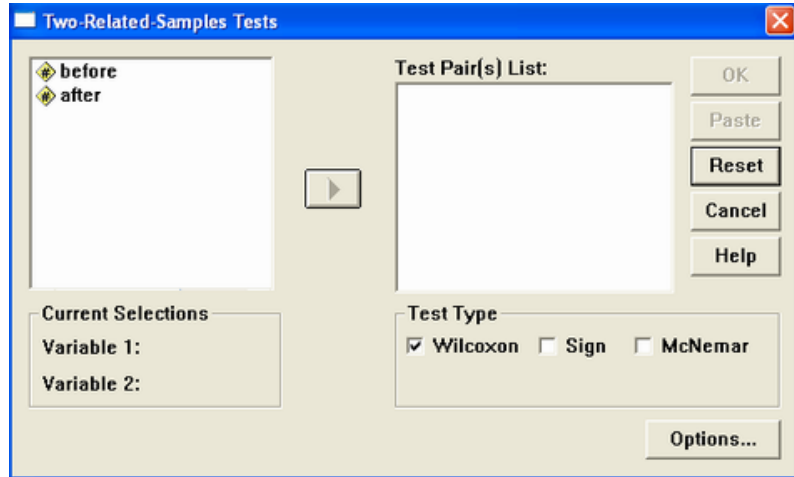 Two-Related-Samples Tests
before
after
Test Pair(s) List:
OK
Paste
Reset
Cancel
Help
Current Selections
Variable 1:
Variable 2:
Test Type
Wilcoxon Sign McNemar
Options...